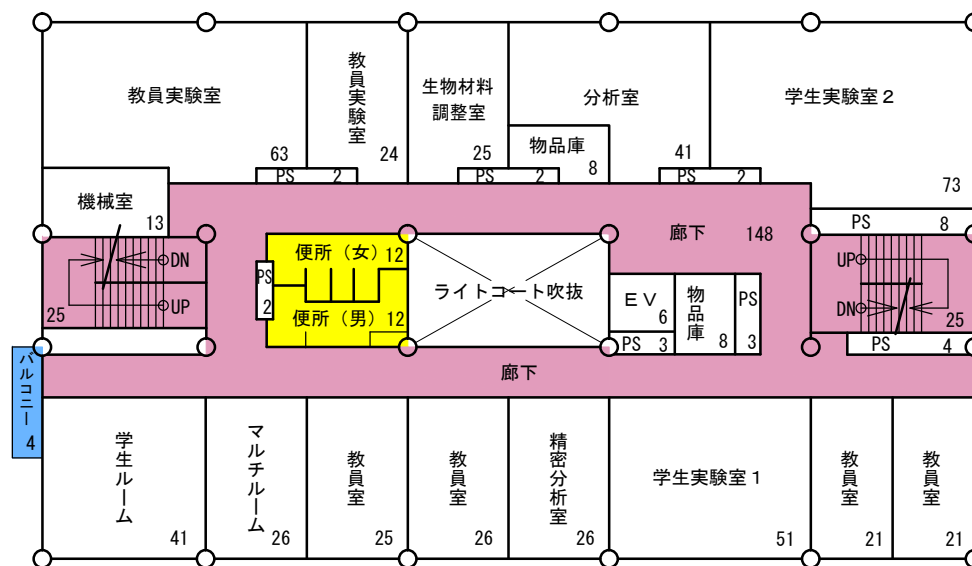 教員実験室
63
教員実験室
24
生物材料
調整室
25
物品庫
8
分析室
41
学生実験室2
73
PS 2
PS 2
PS 2
機械室
13
PS 8
DN
UP
25
便所(女)
12
PS
2
便所(男)
12
ライトコート吹抜
廊下 148
EV
6
PS 3
物品庫
8
PS
3
UP
DN
25
PS 4
バルコニー
4
廊下
学生ルーム
41
マルチルーム
26
教員室
25
教員室
26
精密分析室
26
学生実験室1
51
教員室
21
教員室
21